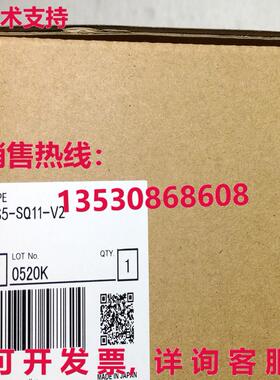 术支持
销售热线:
13530868608
PE
S5-SQ11-V2
LOT No.
QTY
0520K
1
MADE IN JAPAN
可开发票,详询客服